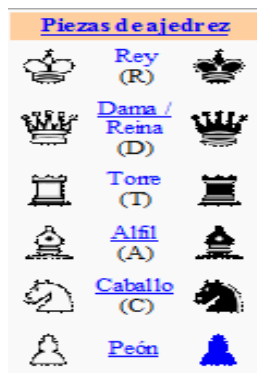 Piezas de ajedrez
Rey
(R)
Dama /
Reina
(D)
Torre
(T)
Alfil
(A)
Caballo
(C)
Peón